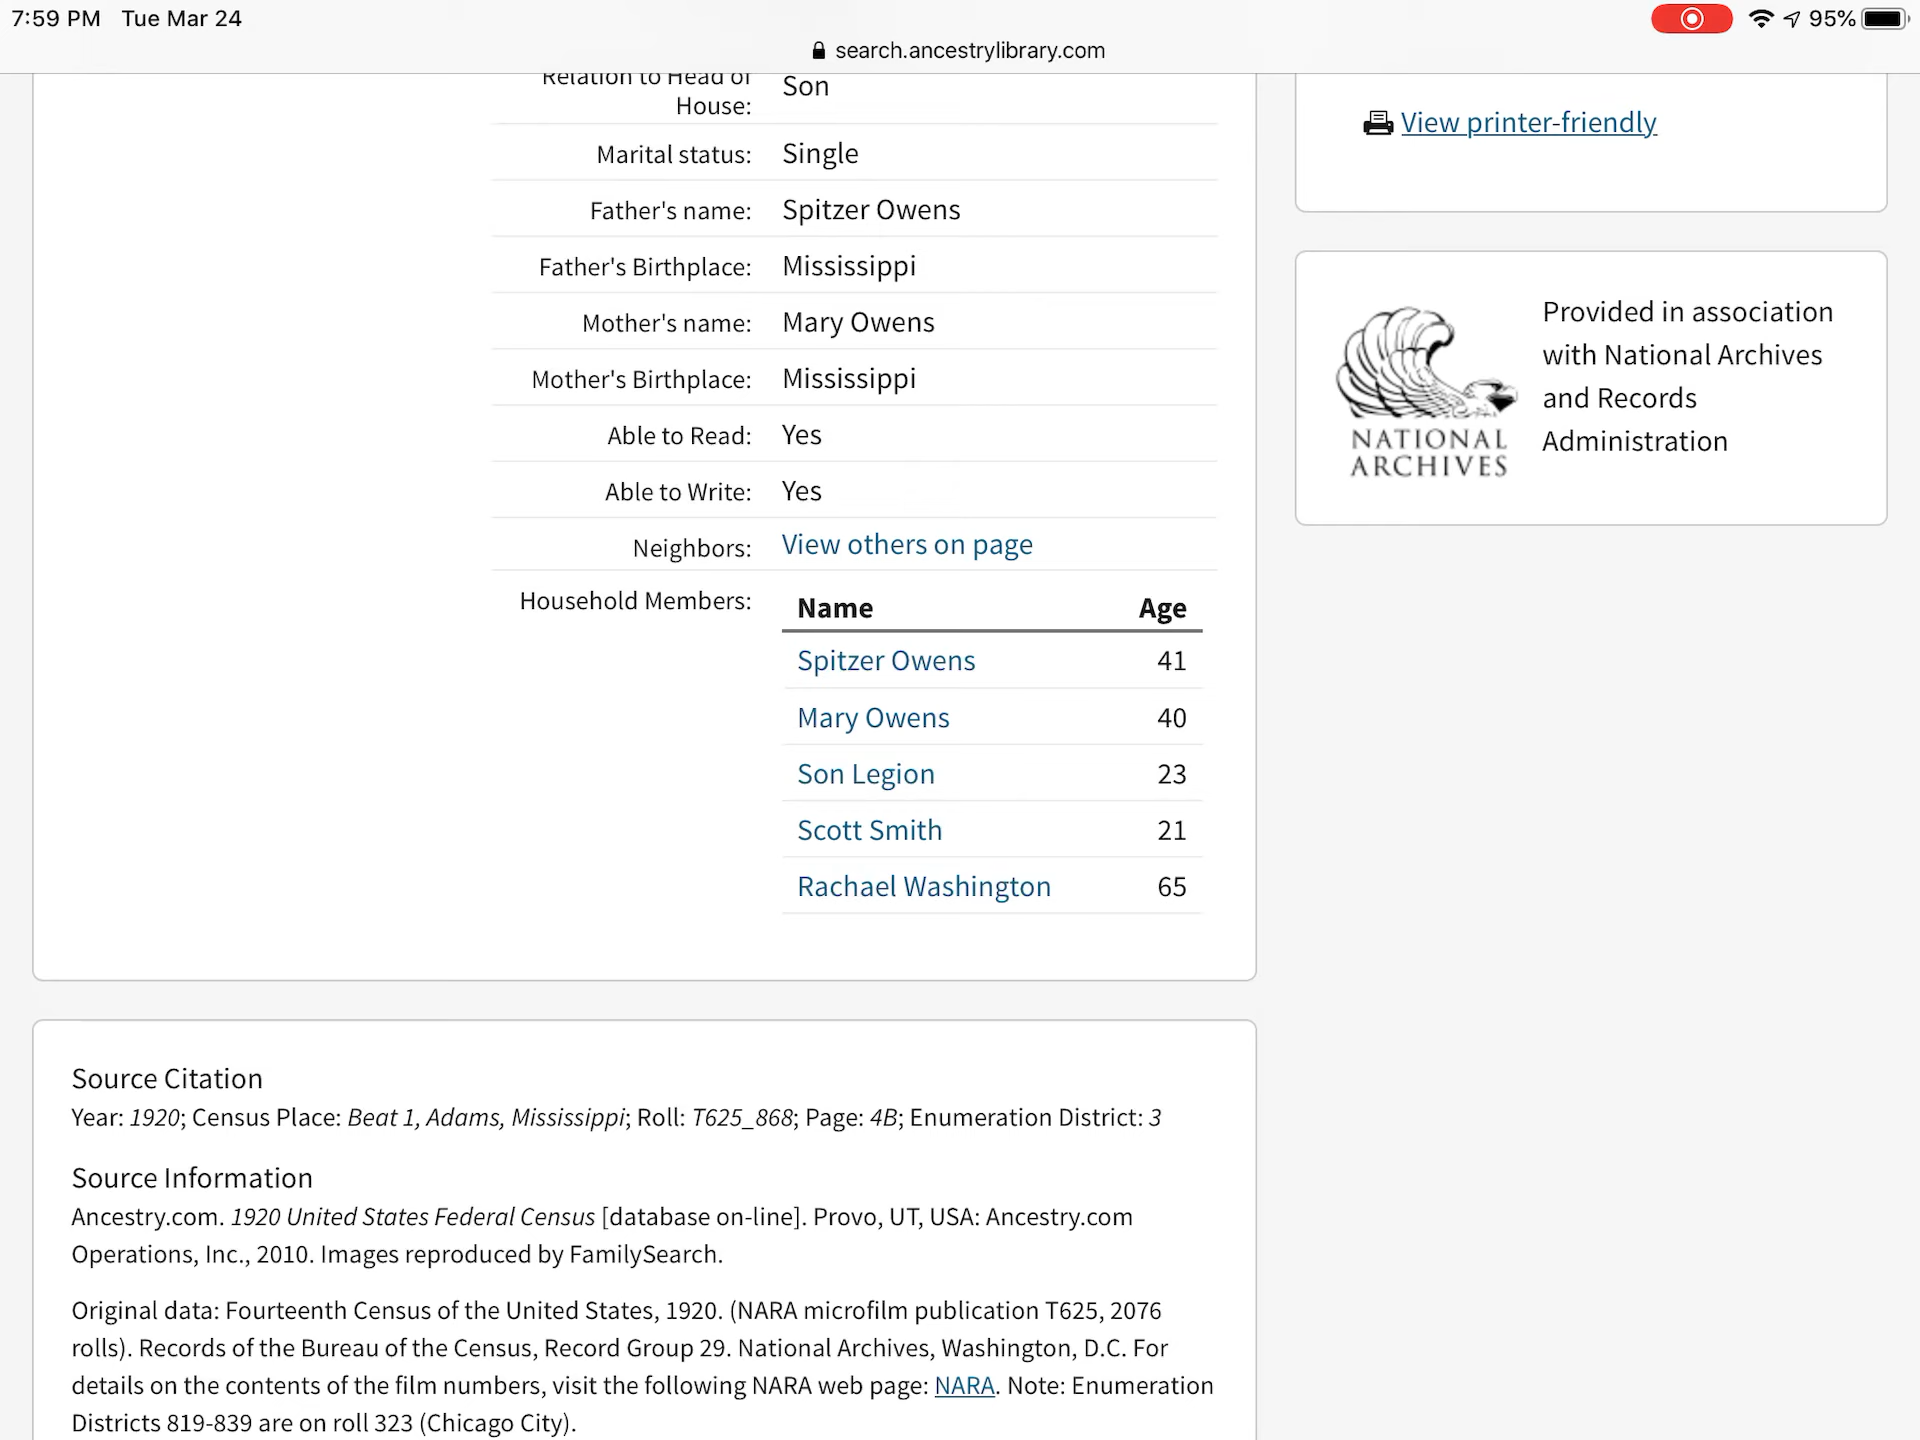 7:59 PM Tue Mar 24
95%
search.ancestrylibrary.com
Relation to Head of
House: Son
Marital status: Single
Father's name: Spitzer Owens
Father's Birthplace: Mississippi
Mother's name: Mary Owens
Mother's Birthplace: Mississippi
Able to Read: Yes
Able to Write: Yes
Neighbors: View others on page
Household Members:
Name Age
Spitzer Owens 41
Mary Owens 40
Son Legion 23
Scott Smith 21
Rachael Washington 65
View printer-friendly
NATIONAL
ARCHIVES
Provided in association
with National Archives
and Records
Administration
Source Citation
Year: 1920; Census Place: Beat 1, Adams, Mississippi; Roll: T625_868; Page: 4B; Enumeration District: 3
Source Information
Ancestry.com. 1920 United States Federal Census [database on-line]. Provo, UT, USA: Ancestry.com
Operations, Inc., 2010. Images reproduced by FamilySearch.
Original data: Fourteenth Census of the United States, 1920. (NARA microfilm publication T625, 2076
rolls). Records of the Bureau of the Census, Record Group 29. National Archives, Washington, D.C. For
details on the contents of the film numbers, visit the following NARA web page: NARA. Note: Enumeration
Districts 819-839 are on roll 323 (Chicago City).